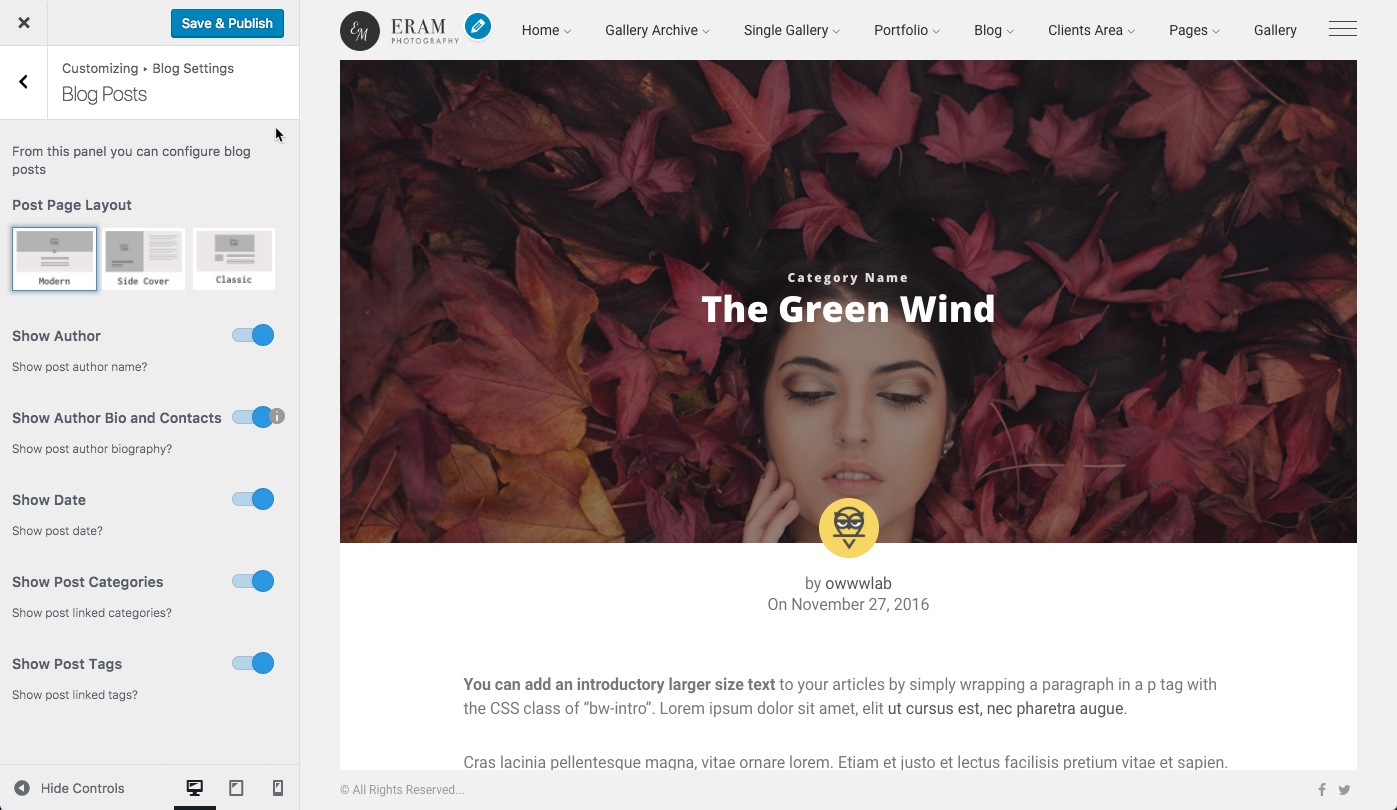 Save & Publish
Customizing ▸ Blog Settings
Blog Posts
From this panel you can configure blog
posts
Post Page Layout
Modern
Side Cover
Classic
Show Author
Show post author name?
Show Author Bio and Contacts
Show post author biography?
Show Date
Show post date?
Show Post Categories
Show post linked categories?
Show Post Tags
Show post linked tags?
Hide Controls
EM
ERAM
PHOTOGRAPHY
Home
Gallery Archive
Single Gallery
Portfolio
Blog
Clients Area
Pages
Gallery
Category Name
The Green Wind
by owwwlab
On November 27, 2016
You can add an introductory larger size text to your articles by simply wrapping a paragraph in a p tag with
the CSS class of “bw-intro”. Lorem ipsum dolor sit amet, elit ut cursus est, nec pharetra augue.
Cras lacinia pellentesque magna, vitae ornare lorem. Etiam et justo et lectus facilisis pretium vitae et sapien.
© All Rights Reserved...